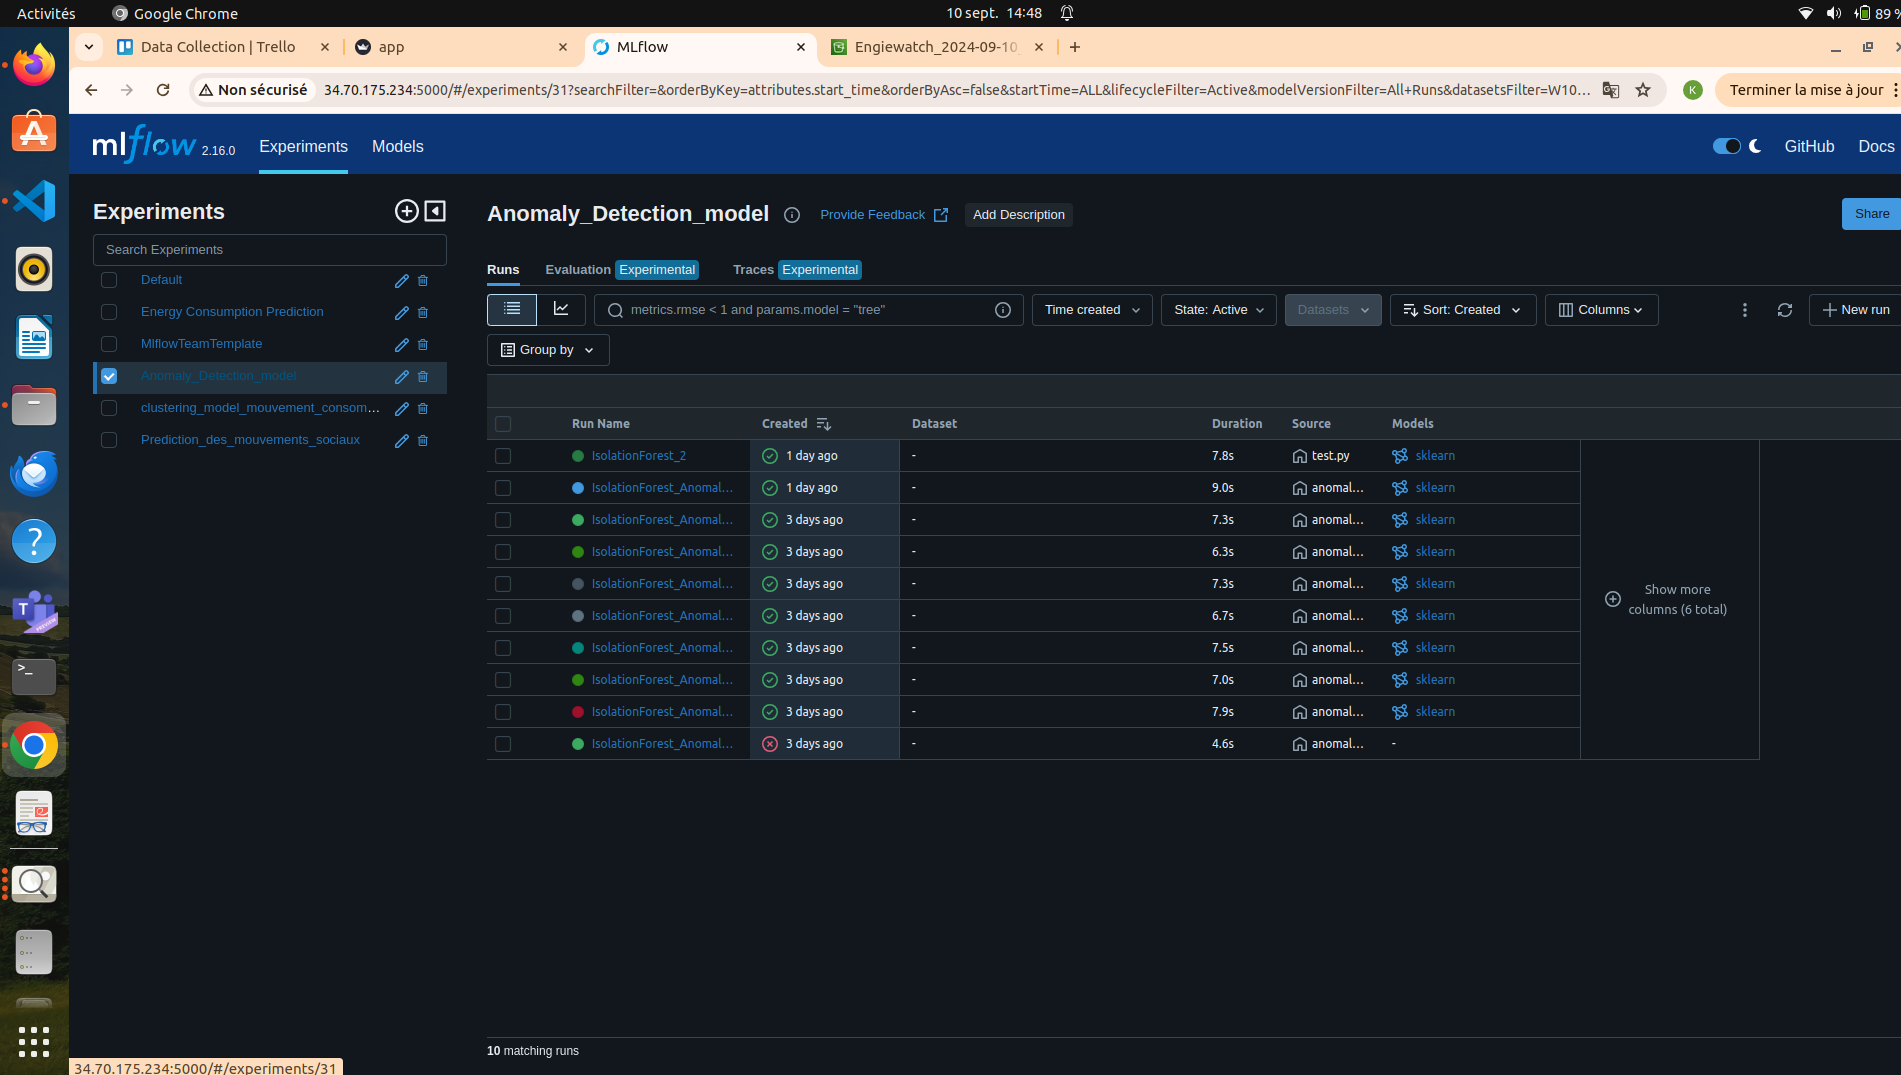 Activités
Google Chrome
10 sept. 14:48
89 %
Data Collection | Trello
app
MLflow
Engiewatch_2024-09-10
Non sécurisé
34.70.175.234:5000/#/experiments/31?searchFilter=&orderByKey=attributes.start_time&orderByAsc=false&startTime=ALL&lifecycleFilter=Active&modelVersionFilter=All+Runs&datasetsFilter=W10...
K
Terminer la mise à jour
mlflow 2.16.0
Experiments
Models
GitHub
Docs
Experiments
Search Experiments
Default
Energy Consumption Prediction
MlflowTeamTemplate
Anomaly_Detection_model
clustering_model_mouvement_consom...
Prediction_des_mouvements_sociaux
Anomaly_Detection_model
Provide Feedback
Add Description
Share
Runs
Evaluation Experimental
Traces Experimental
metrics.rmse < 1 and params.model = "tree"
Time created
State: Active
Datasets
Sort: Created
Columns
New run
Group by
Run Name Created Dataset Duration Source Models
IsolationForest_2 1 day ago - 7.8s test.py sklearn
IsolationForest_Anomal... 1 day ago - 9.0s anomal... sklearn
IsolationForest_Anomal... 3 days ago - 7.3s anomal... sklearn
IsolationForest_Anomal... 3 days ago - 6.3s anomal... sklearn
IsolationForest_Anomal... 3 days ago - 7.3s anomal... sklearn
IsolationForest_Anomal... 3 days ago - 6.7s anomal... sklearn
IsolationForest_Anomal... 3 days ago - 7.5s anomal... sklearn
IsolationForest_Anomal... 3 days ago - 7.0s anomal... sklearn
IsolationForest_Anomal... 3 days ago - 7.9s anomal... sklearn
IsolationForest_Anomal... 3 days ago - 4.6s anomal... -
Show more
columns (6 total)
10 matching runs
34.70.175.234:5000/#/experiments/31